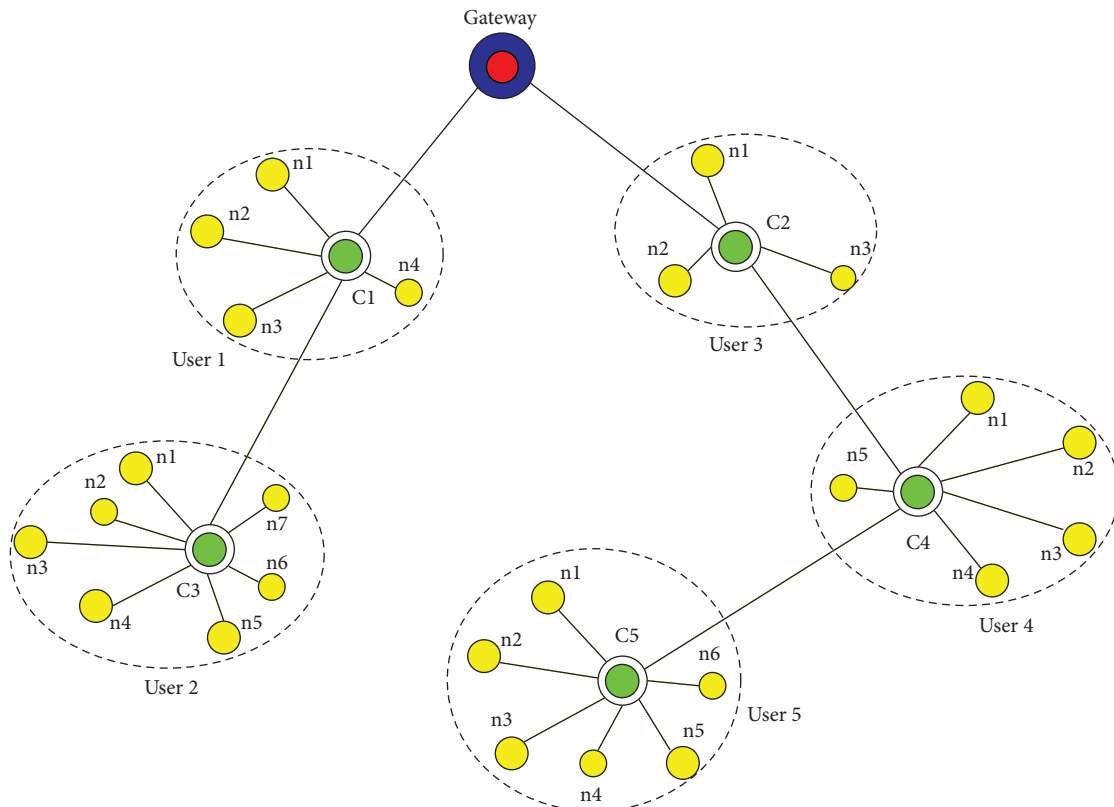 Gateway
n1
n2
C1
n4
n3
User 1
n1
C2
n2
n3
User 3
n1
n2
n3
n7
C3
n6
n4
n5
User 2
n1
n5
n2
C4
n3
n4
User 4
n1
n2
C5
n6
n3
n5
n4
User 5